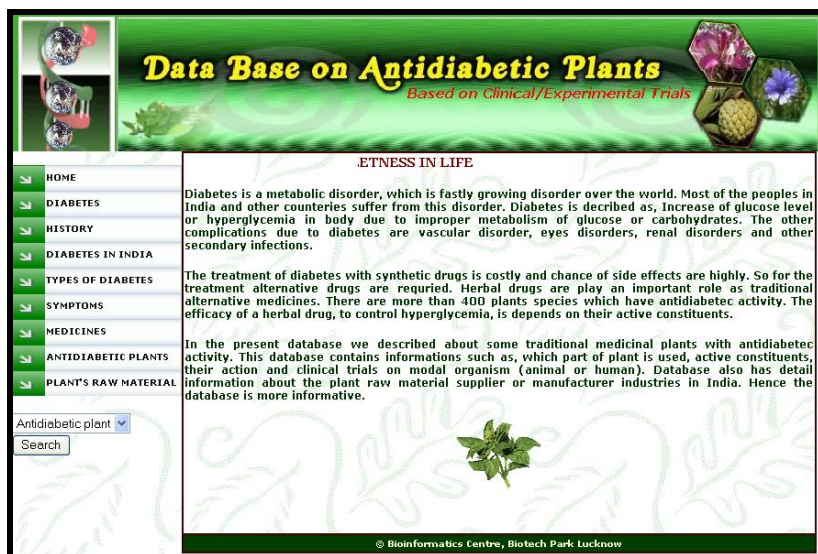 Data Base on Antidiabetic Plants
Based on Clinical/Experimental Trials
ETNESS IN LIFE
HOME
DIABETES
HISTORY
DIABETES IN INDIA
TYPES OF DIABETES
SYMPTOMS
MEDICINES
ANTIDIABETIC PLANTS
PLANT'S RAW MATERIAL
Antidiabetic plant
Search
Diabetes is a metabolic disorder, which is fastly growing disorder over the world. Most of the peoples in
India and other counteries suffer from this disorder. Diabetes is decribed as, Increase of glucose level
or hyperglycemia in body due to improper metabolism of glucose or carbohydrates. The other
complications due to diabetes are vascular disorder, eyes disorders, renal disorders and other
secondary infections.
The treatment of diabetes with synthetic drugs is costly and chance of side effects are highly. So for the
treatment alternative drugs are requried. Herbal drugs are play an important role as traditional
alternative medicines. There are more than 400 plants species which have antidiabetec activity. The
efficacy of a herbal drug, to control hyperglycemia, is depends on their active constituents.
In the present database we described about some traditional medicinal plants with antidiabetec
activity. This database contains informations such as, which part of plant is used, active constituents,
their action and clinical trials on modal organism (animal or human). Database also has detail
information about the plant raw material supplier or manufacturer industries in India. Hence the
database is more informative.
© Bioinformatics Centre, Biotech Park Lucknow